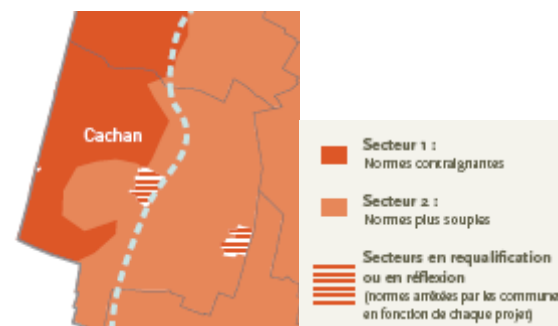 Cachan
Secteur 1 :
Normes contraignantes
Secteur 2 :
Normes plus souples
Secteurs en requalification
ou en réflexion
(normes arrêtées par les commune
en fonction de chaque projet)